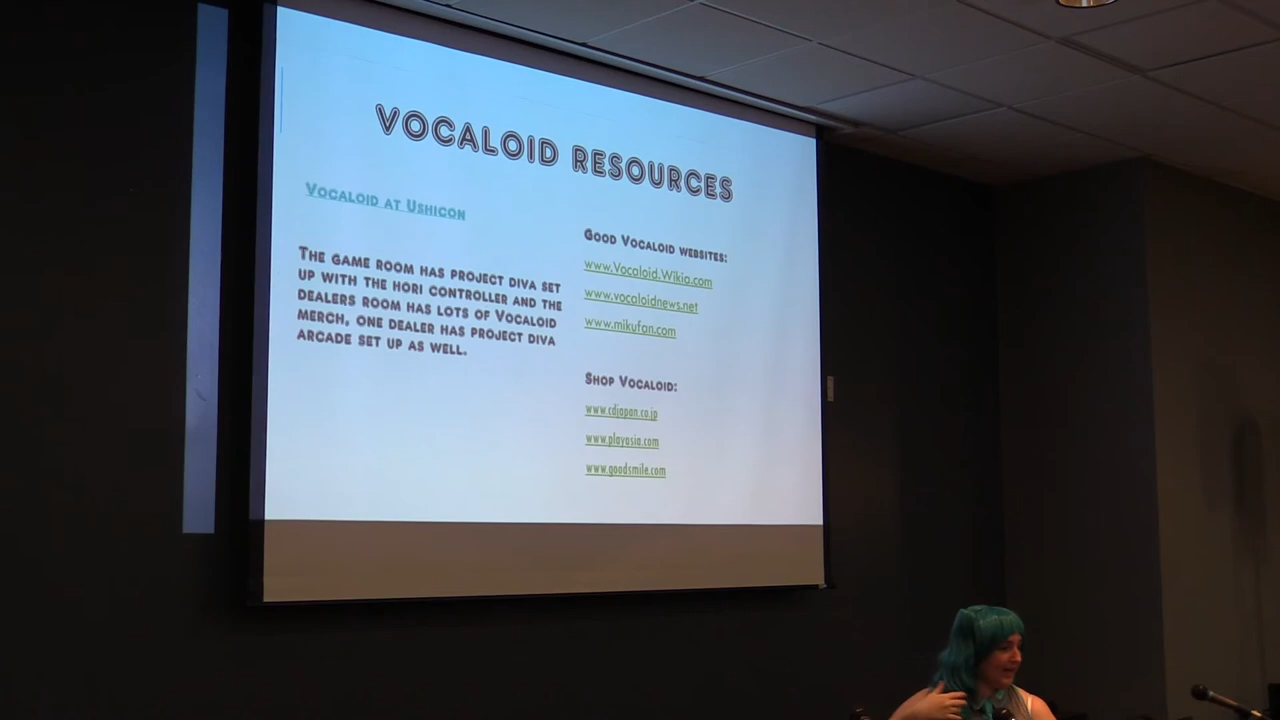 VOCALOID RESOURCES
VOCALOID AT USHICON
THE GAME ROOM HAS PROJECT DIVA SET
UP WITH THE HORI CONTROLLER AND THE
DEALERS ROOM HAS LOTS OF VOCALOID
MERCH, ONE DEALER HAS PROJECT DIVA
ARCADE SET UP AS WELL.
GOOD VOCALOID WEBSITES:
www.Vocaloid.Wikia.com
www.vocaloidnews.net
www.mikufan.com
SHOP VOCALOID:
www.cdjapan.co.jp
www.playasia.com
www.goodsmile.com